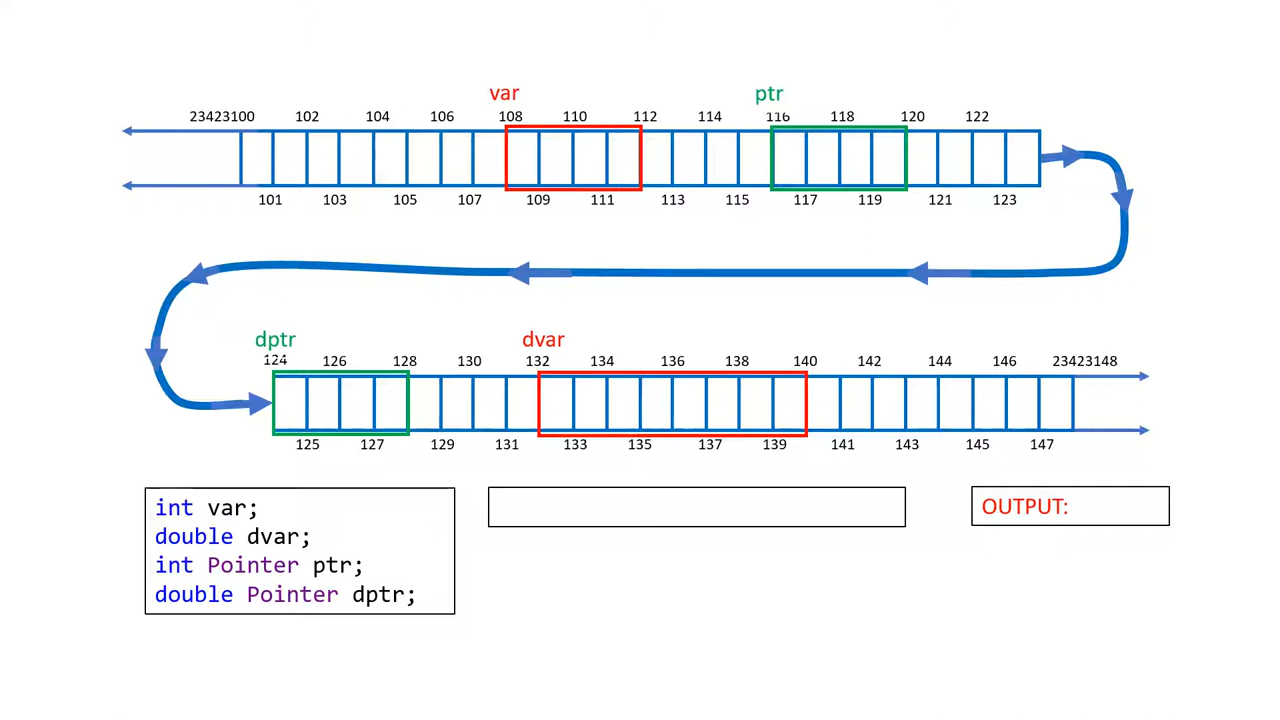 var ptr
23423100 102 104 106 108 110 112 114 116 118 120 122
101 103 105 107 109 111 113 115 117 119 121 123
dptr dvar
124 126 128 130 132 134 136 138 140 142 144 146 23423148
125 127 129 131 133 135 137 139 141 143 145 147
int var;
double dvar;
int Pointer ptr;
double Pointer dptr;
OUTPUT: